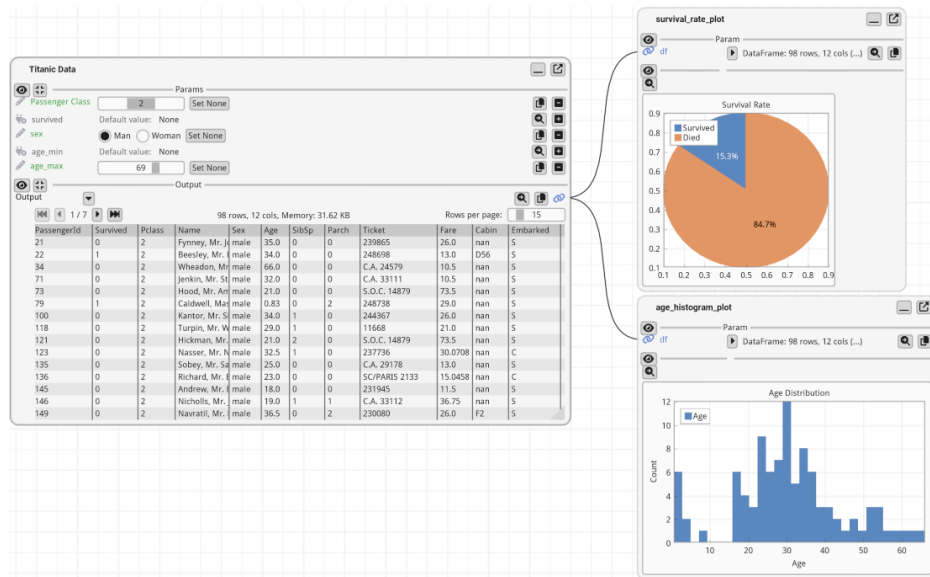 Titanic Data
Params
Passenger Class 2 Set None
survived Default value: None
sex Man Woman Set None
age_min Default value: None
age_max 69 Set None
Output
Output
1 / 7 98 rows, 12 cols, Memory: 31.62 KB Rows per page: 15
PassengerId Survived Pclass Name Sex Age SibSp Parch Ticket Fare Cabin Embarked
21 0 2 Fynney, Mr. J male 35.0 0 0 239865 26.0 nan S
22 1 2 Beesley, Mr. male 34.0 0 0 248698 13.0 D56 S
34 0 2 Wheadon, Mr male 66.0 0 0 C.A. 24579 10.5 nan S
71 0 2 Jenkin, Mr. St male 32.0 0 0 C.A. 33111 10.5 nan S
73 0 2 Hood, Mr. Am male 21.0 0 0 S.O.C. 14879 73.5 nan S
79 1 2 Caldwell, Mas male 0.83 0 2 248738 29.0 nan S
100 0 2 Kantor, Mr. Si male 34.0 1 0 244367 26.0 nan S
118 0 2 Turpin, Mr. W male 29.0 1 0 11668 21.0 nan S
121 0 2 Hickman, Mr. male 21.0 2 0 S.O.C. 14879 73.5 nan S
123 0 2 Nasser, Mr. N male 32.5 1 0 237736 30.0708 nan C
135 0 2 Sobey, Mr. Sa male 25.0 0 0 C.A. 29178 13.0 nan S
136 0 2 Richard, Mr. E male 23.0 0 0 SC/PARIS 2133 15.0458 nan C
145 0 2 Andrew, Mr. male 18.0 0 0 231945 11.5 nan S
146 0 2 Nicholls, Mr. male 19.0 1 1 C.A. 33112 36.75 nan S
149 0 2 Navratil, Mr. male 36.5 0 2 230080 26.0 F2 S
survival_rate_plot
Param
df DataFrame: 98 rows, 12 cols (...)
Survival Rate
Survived
Died
15.3%
84.7%
0.9
0.8
0.7
0.6
0.5
0.4
0.3
0.2
0.1
0.1 0.2 0.3 0.4 0.5 0.6 0.7 0.8 0.9
age_histogram_plot
Param
df DataFrame: 98 rows, 12 cols (...)
Age Distribution
Age
Count
12
10
8
6
4
2
0
10 20 30 40 50 60
Age